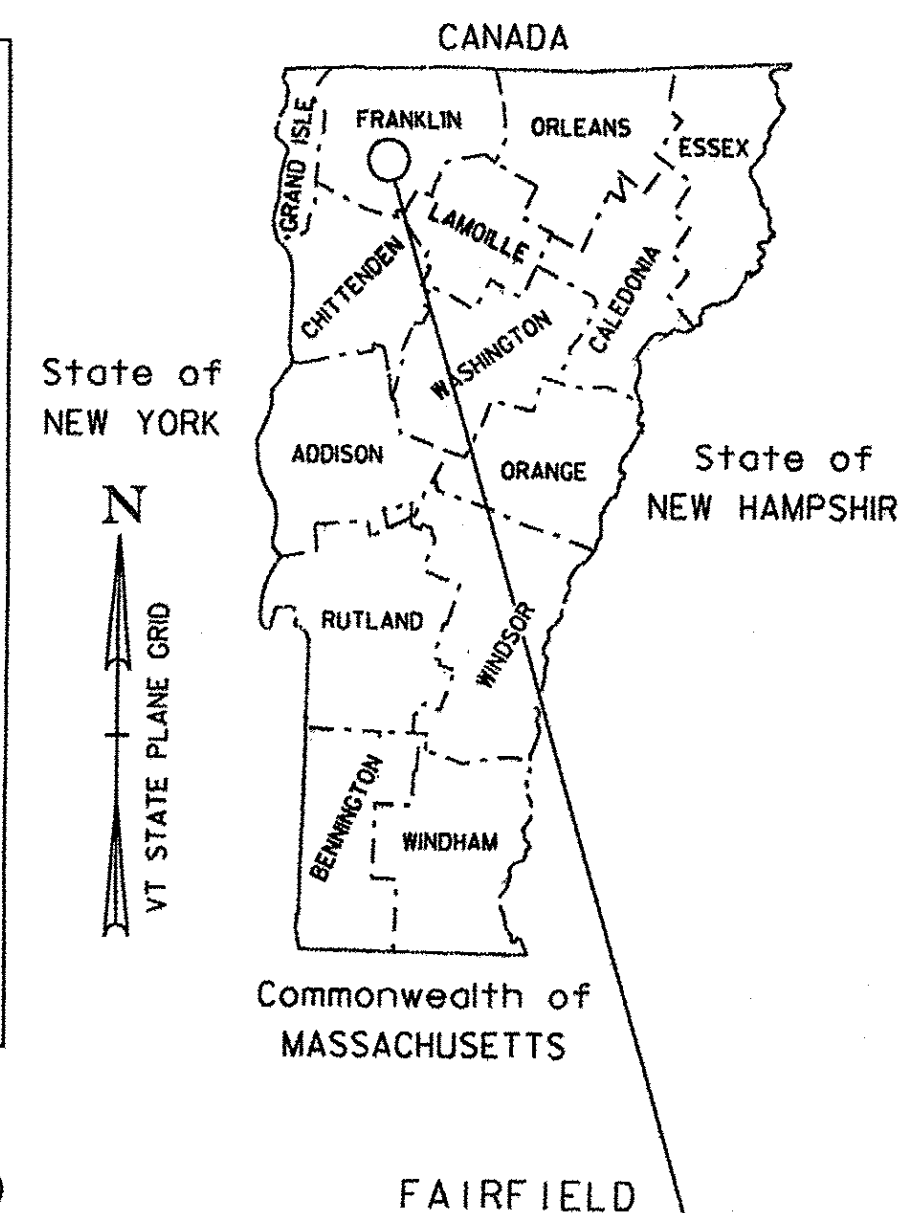 CANADA
FRANKLIN
ORLEANS
ESSEX
GRAND ISLE
LAMOILLE
CHITTENDEN
CALEDONIA
WASHINGTON
State of
NEW YORK
ADDISON
ORANGE
State of
NEW HAMPSHIR
N
VT STATE PLANE GRID
RUTLAND
WINDSOR
BENNINGTON
WINDHAM
Commonwealth of
MASSACHUSETTS
FAIRFIELD